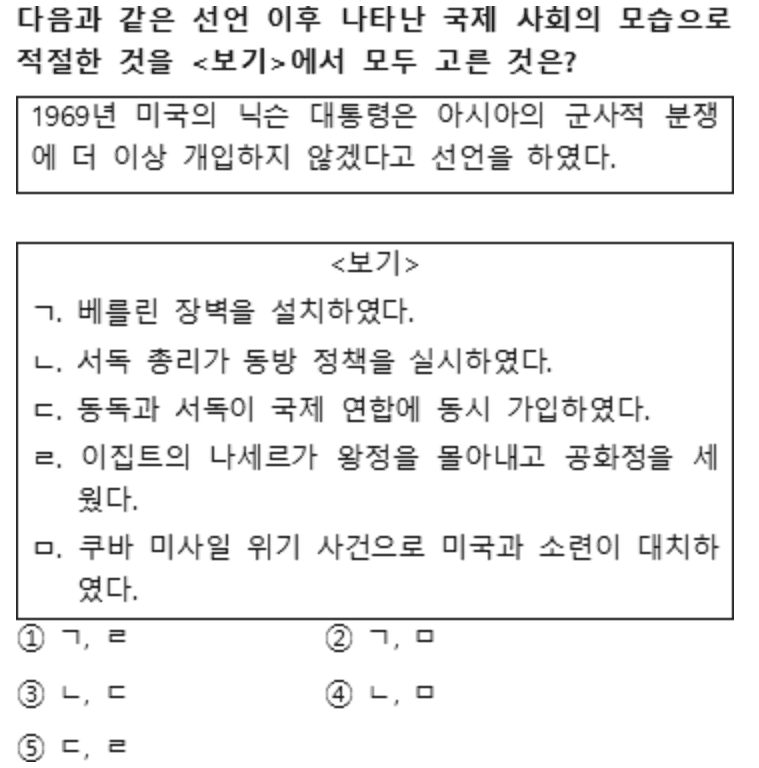 다음과 같은 선언 이후 나타난 국제 사회의 모습으로
적절한 것을 <보기>에서 모두 고른 것은?
1969년 미국의 닉슨 대통령은 아시아의 군사적 분쟁
에 더 이상 개입하지 않겠다고 선언을 하였다.
<보기>
ㄱ. 베를린 장벽을 설치하였다.
ㄴ. 서독 총리가 동방 정책을 실시하였다.
ㄷ. 동독과 서독이 국제 연합에 동시 가입하였다.
ㄹ. 이집트의 나세르가 왕정을 몰아내고 공화정을 세
웠다.
ㅁ. 쿠바 미사일 위기 사건으로 미국과 소련이 대치하
였다.
① ㄱ, ㄹ ② ㄱ, ㅁ
③ ㄴ, ㄷ ④ ㄴ, ㅁ
⑤ ㄷ, ㄹ